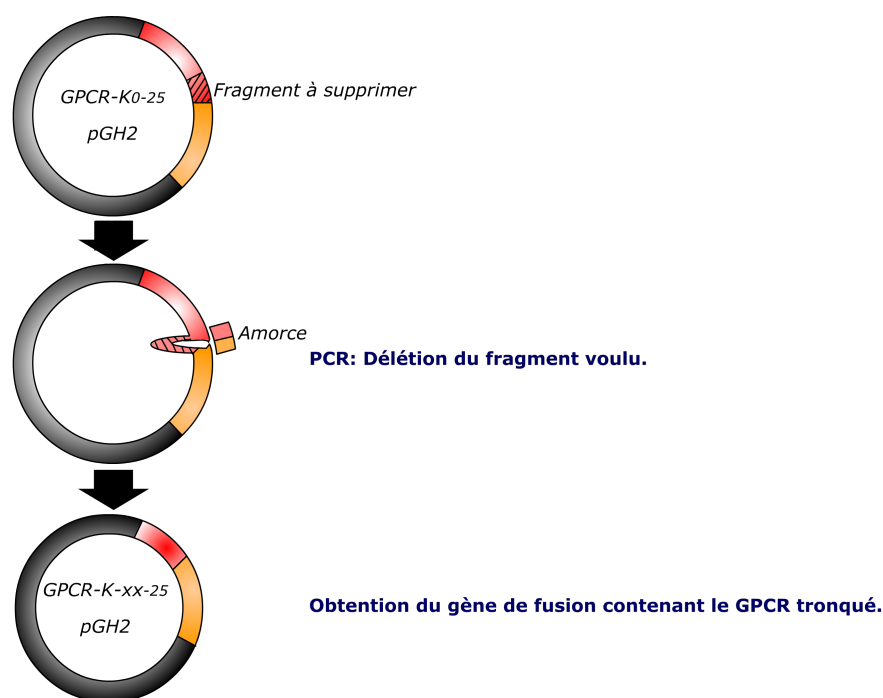 GPCR-K0-25
pGH2
Fragment à supprimer
Amorce
PCR: Délétion du fragment voulu.
GPCR-K-xx-25
pGH2
Obtention du gène de fusion contenant le GPCR tronqué.